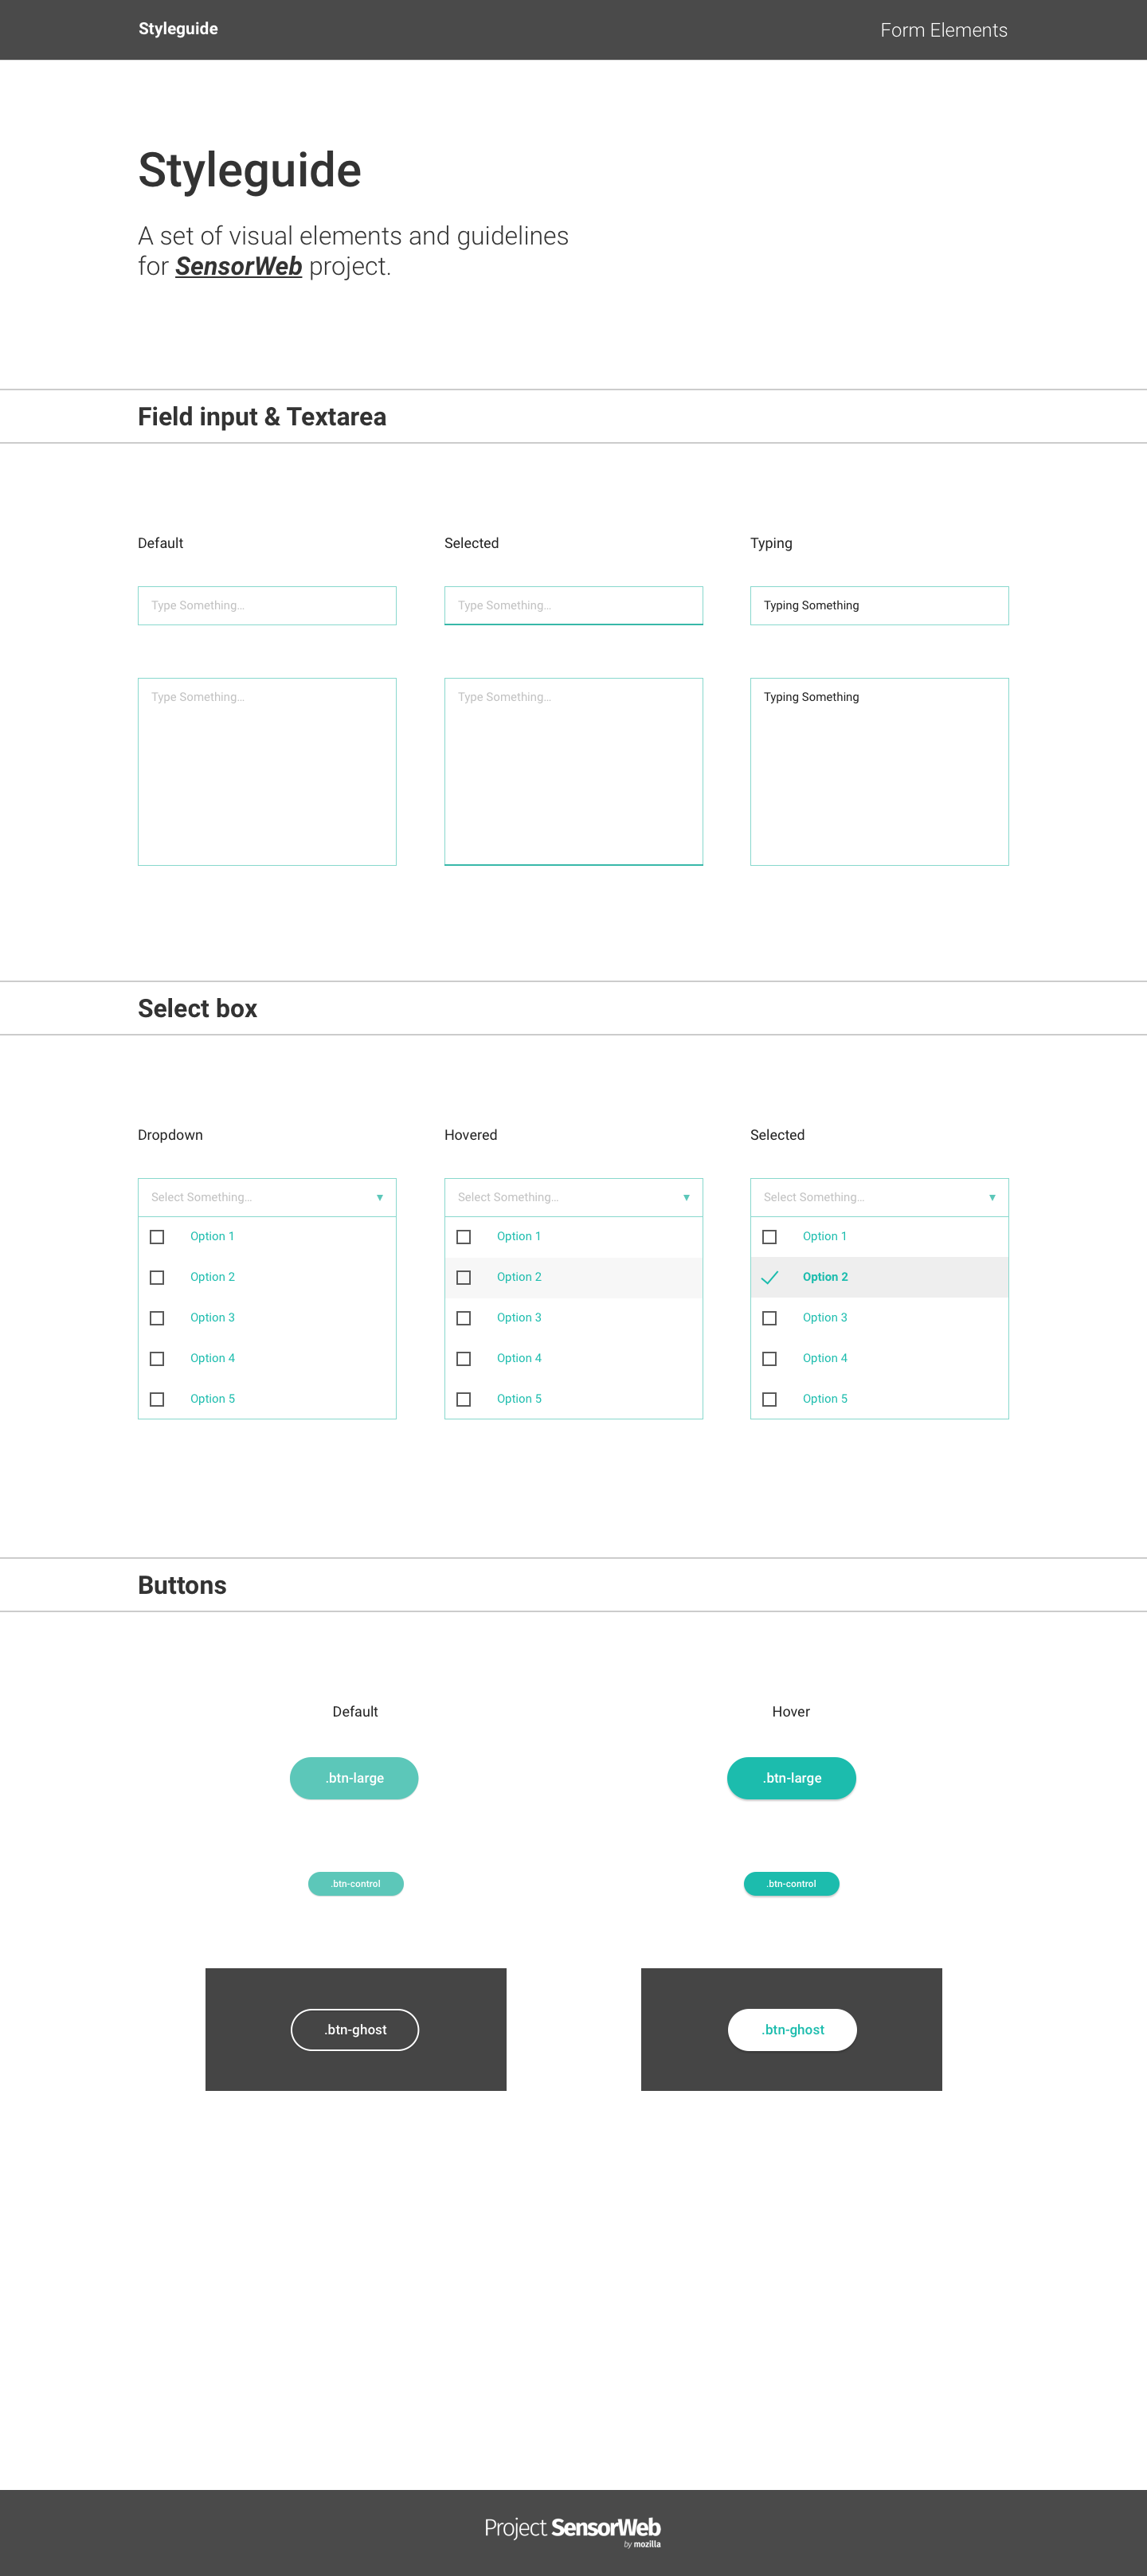 Styleguide
Form Elements
Styleguide
A set of visual elements and guidelines
for SensorWeb project.
Field input & Textarea
Default
Selected
Typing
Type Something...
Type Something...
Typing Something
Type Something...
Type Something...
Typing Something
Select box
Dropdown
Hovered
Selected
Select Something...
▼
Select Something...
▼
Select Something...
▼
Option 1
Option 1
Option 1
Option 2
Option 2
Option 2
Option 3
Option 3
Option 3
Option 4
Option 4
Option 4
Option 5
Option 5
Option 5
Buttons
Default
Hover
.btn-large
.btn-large
.btn-control
.btn-control
.btn-ghost
.btn-ghost
Project SensorWeb
by mozilla